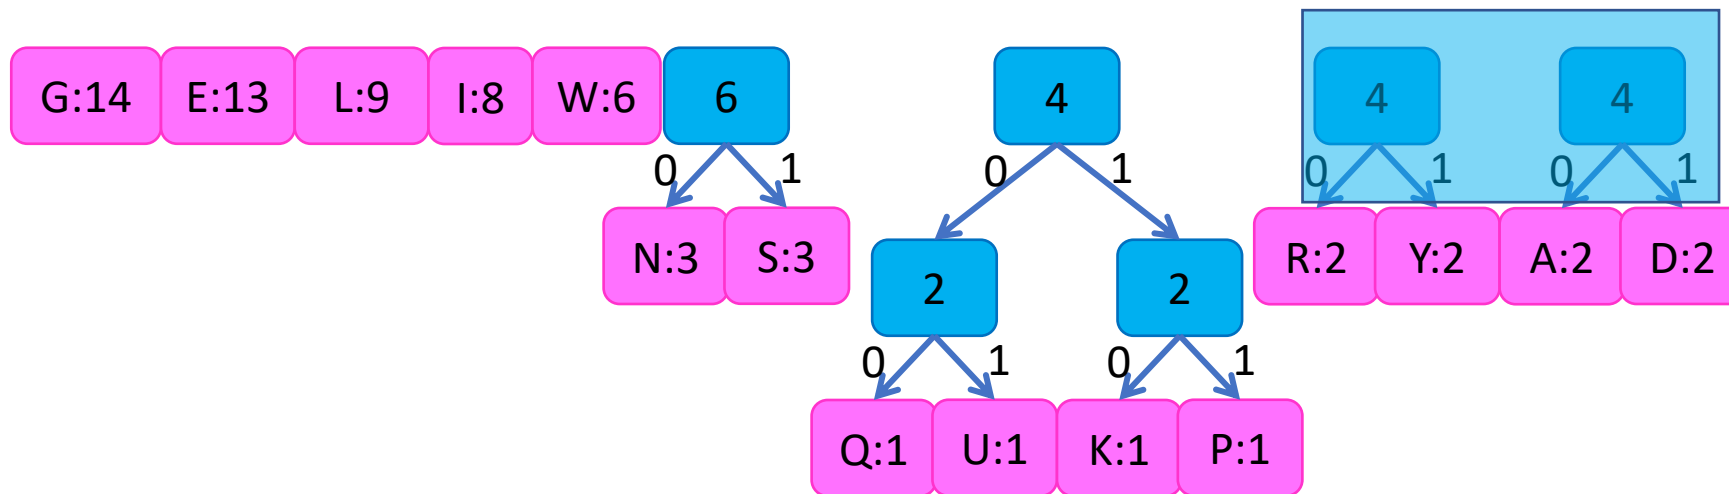 G:14 E:13 L:9 I:8 W:6 6 4 4 4
0 1 0 1 0 1 0 1
N:3 S:3 2 2 R:2 Y:2 A:2 D:2
0 1 0 1
Q:1 U:1 K:1 P:1